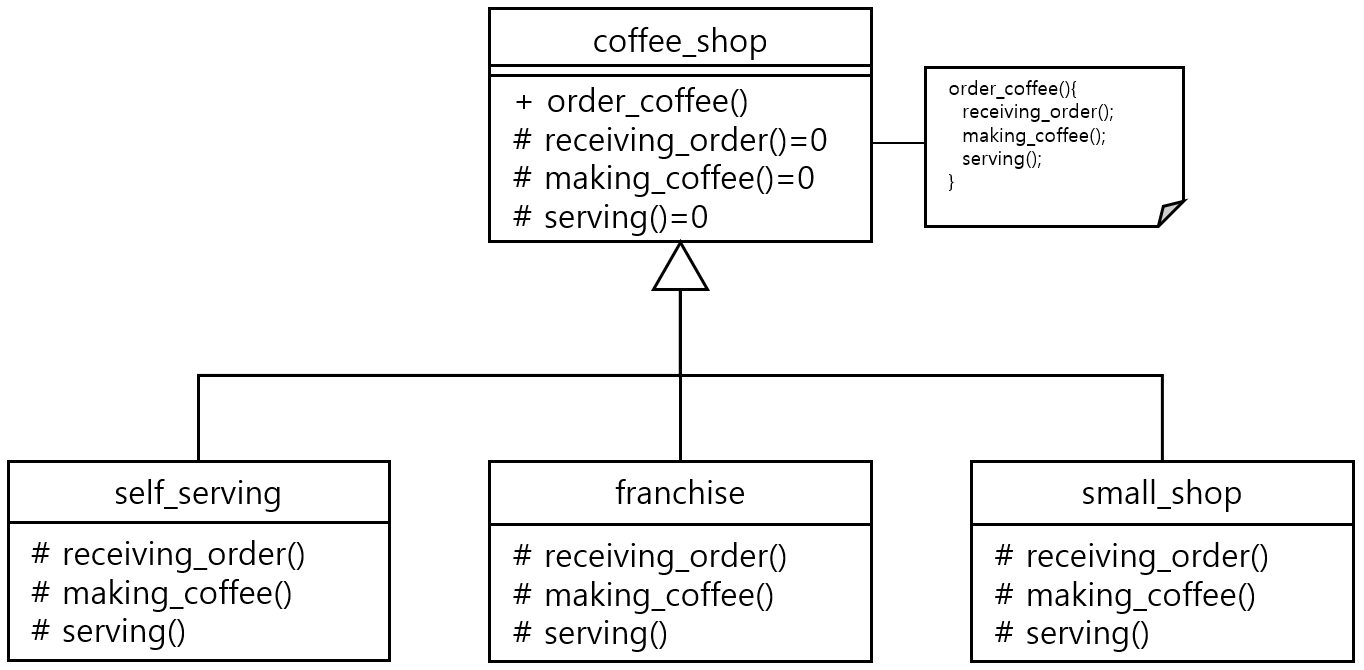 coffee_shop
+ order_coffee()
# receiving_order()=0
# making_coffee()=0
# serving()=0
order_coffee(){
receiving_order();
making_coffee();
serving();
}
self_serving
# receiving_order()
# making_coffee()
# serving()
franchise
# receiving_order()
# making_coffee()
# serving()
small_shop
# receiving_order()
# making_coffee()
# serving()